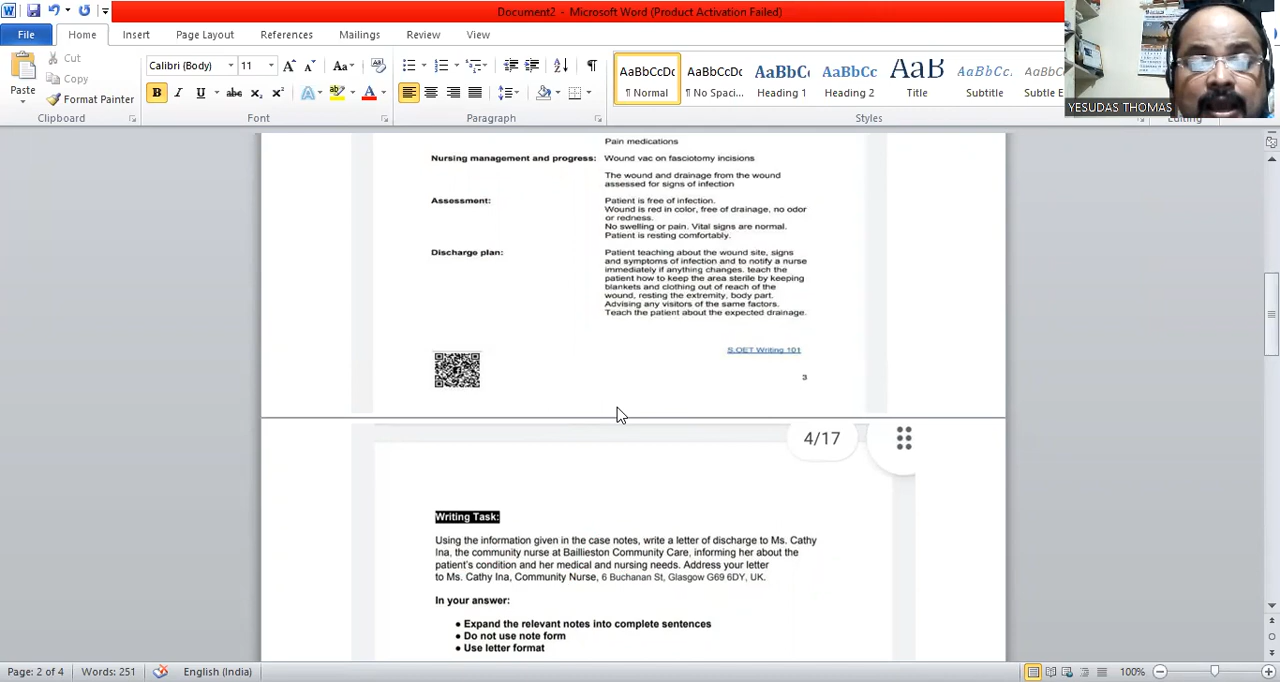 Document2 - Microsoft Word (Product Activation Failed)
File Home Insert Page Layout References Mailings Review View
Cut
Copy
Format Painter
Paste
Calibri (Body) 11
AaBbCcDc AaBbCcDc AaBbC AaBbCc AaB AaBbCc. AaBbC
¶ Normal ¶ No Spaci... Heading 1 Heading 2 Title Subtitle Subtle E
Clipboard Font Paragraph Styles Editing
YESUDAS THOMAS
Pain medications
Nursing management and progress: Wound vac on fasciotomy incisions
The wound and drainage from the wound
assessed for signs of infection
Assessment: Patient is free of infection.
Wound is red in color, free of drainage, no odor
or redness.
No swelling or pain. Vital signs are normal.
Patient is resting comfortably.
Discharge plan: Patient teaching about the wound site, signs
and symptoms of infection and to notify a nurse
immediately if anything changes. teach the
patient how to keep the area sterile by keeping
blankets and clothing out of reach of the
wound, resting the extremity, body part.
Advising any visitors of the same factors.
Teach the patient about the expected drainage.
S.OET Writing 101
3
4/17
Writing Task:
Using the information given in the case notes, write a letter of discharge to Ms. Cathy
Ina, the community nurse at Baillieston Community Care, informing her about the
patient's condition and her medical and nursing needs. Address your letter
to Ms. Cathy Ina, Community Nurse, 6 Buchanan St, Glasgow G69 6DY, UK.
In your answer:
• Expand the relevant notes into complete sentences
• Do not use note form
• Use letter format
Page: 2 of 4 Words: 251 English (India) 100%